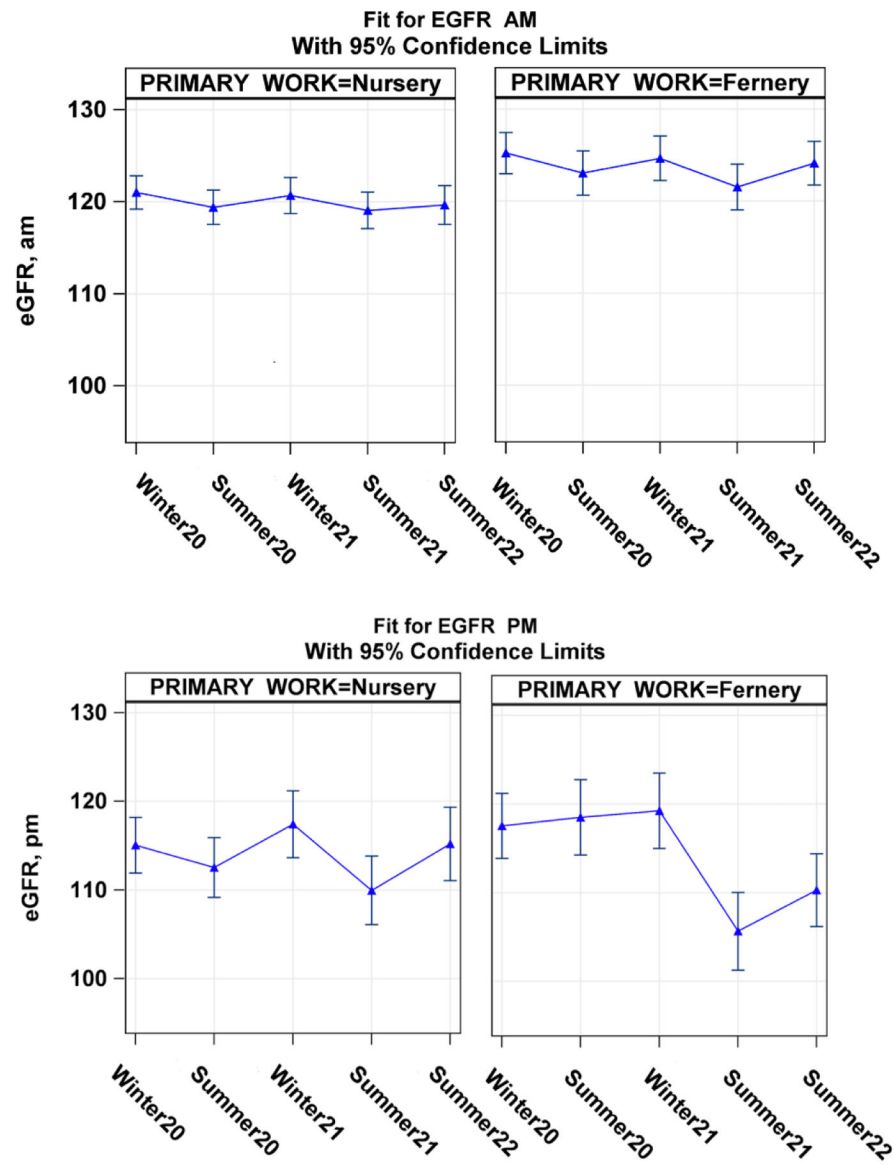 Fit for EGFR AM
With 95% Confidence Limits
PRIMARY WORK=Nursery
PRIMARY WORK=Fernery
130
120
110
100
eGFR, am
Winter20
Summer20
Winter21
Summer21
Summer22
Winter20
Summer20
Winter21
Summer21
Summer22
Fit for EGFR PM
With 95% Confidence Limits
PRIMARY WORK=Nursery
PRIMARY WORK=Fernery
130
120
110
100
eGFR, pm
Winter20
Summer20
Winter21
Summer21
Summer22
Winter20
Summer20
Winter21
Summer21
Summer22